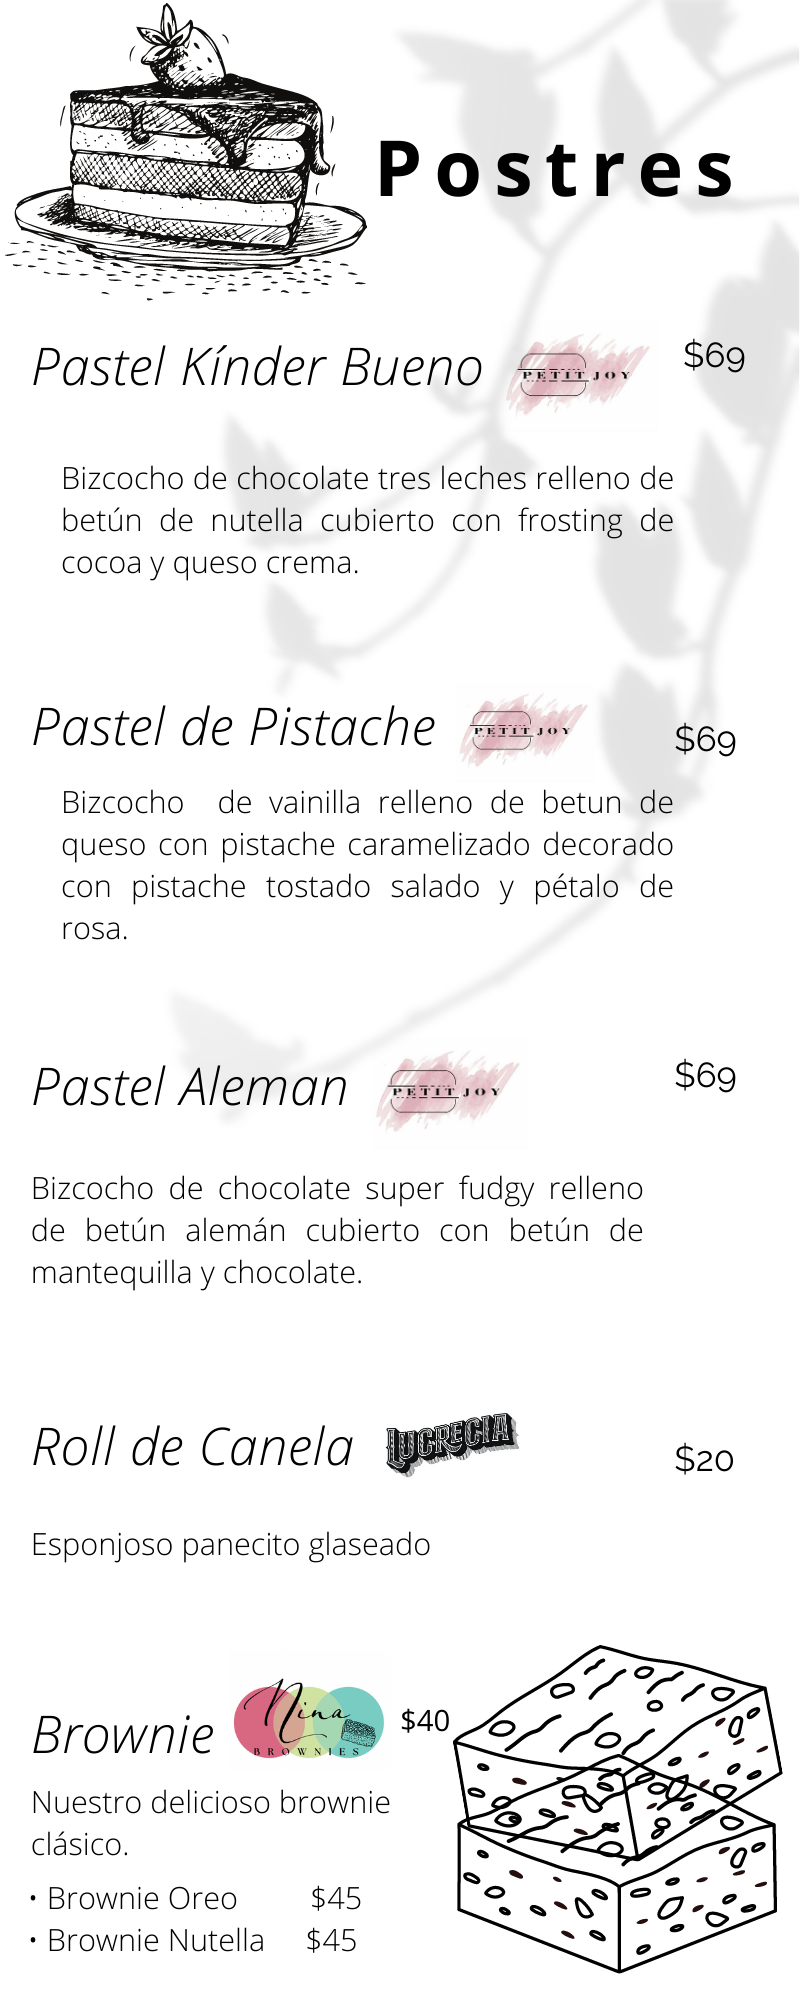 Postres
Pastel Kínder Bueno PETIT JOY $69
Bizcocho de chocolate tres leches relleno de
betún de nutella cubierto con frosting de
cocoa y queso crema.
Pastel de Pistache PETIT JOY $69
Bizcocho de vainilla relleno de betun de
queso con pistache caramelizado decorado
con pistache tostado salado y pétalo de
rosa.
Pastel Aleman PETIT JOY $69
Bizcocho de chocolate super fudgy relleno
de betún alemán cubierto con betún de
mantequilla y chocolate.
Roll de Canela LUCRECIA $20
Esponjoso panecito glaseado
Nina
BROWNIES
Brownie $40
Nuestro delicioso brownie
clásico.
• Brownie Oreo $45
• Brownie Nutella $45